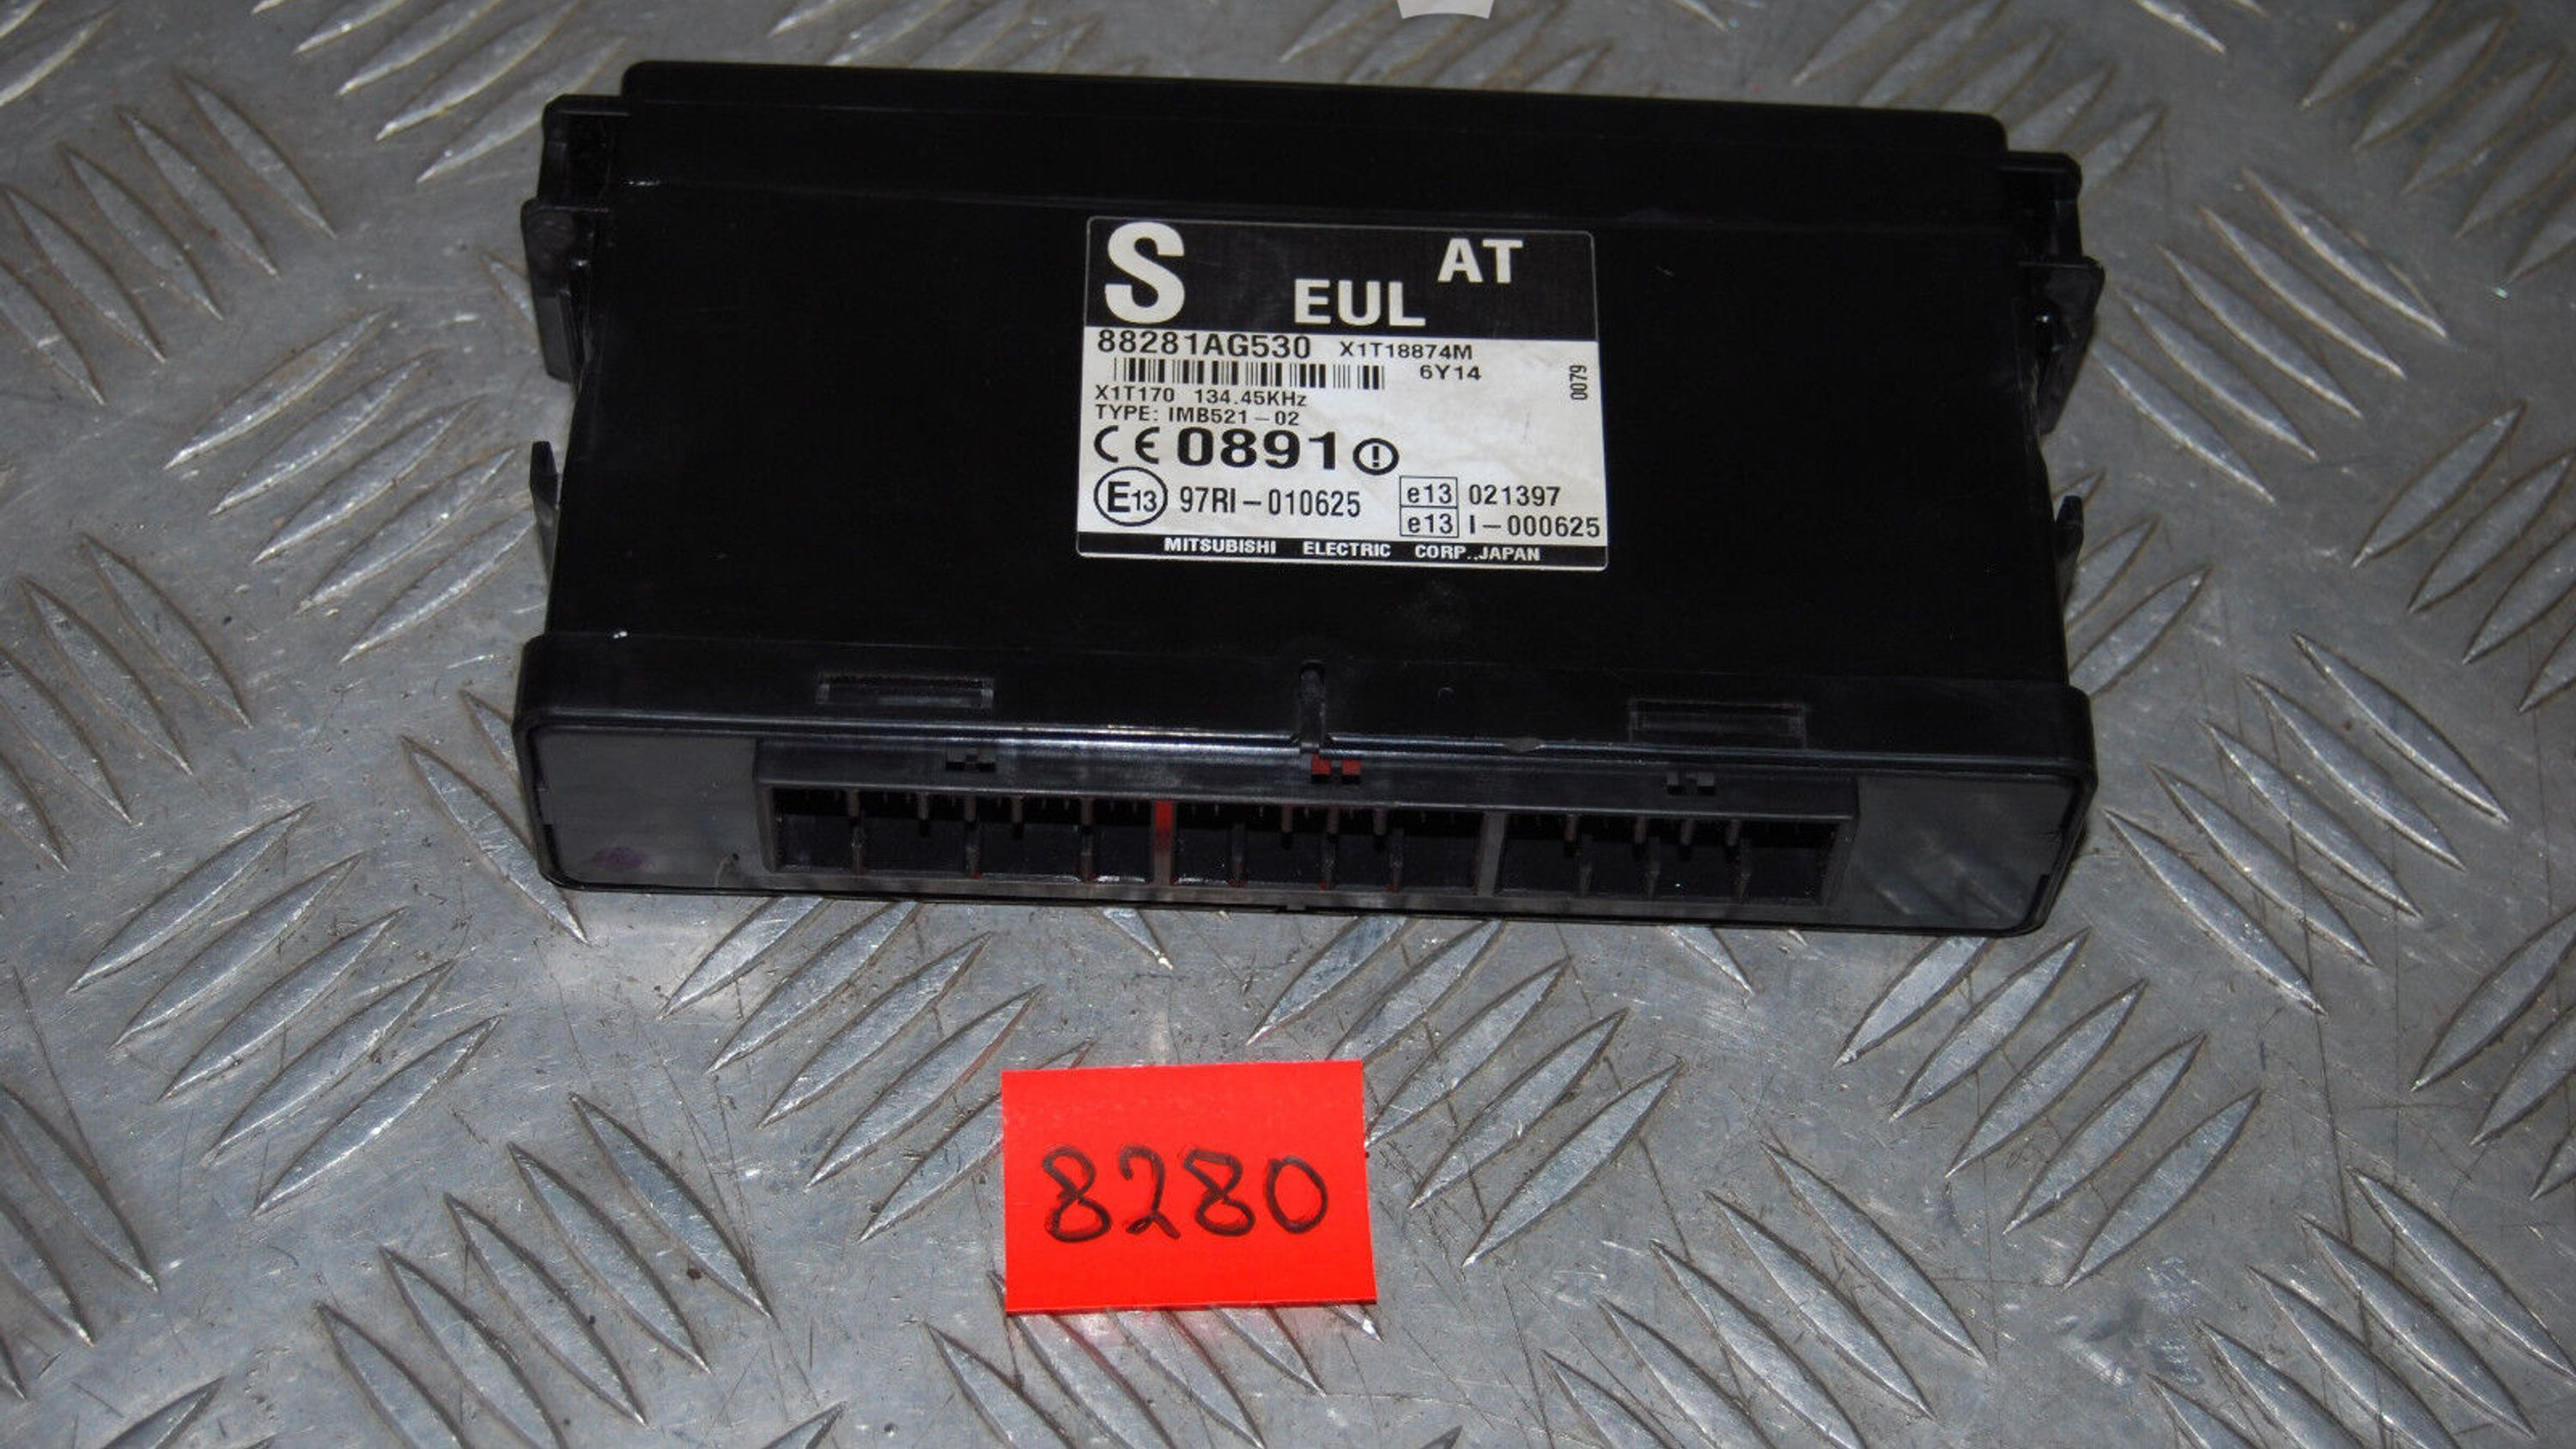 S EUL AT
88281AG530 X1T18874M
6Y14
0079
X1T170 134.45KHz
TYPE: IMB521-02
CE 0891
E13 97RI-010625
e13 021397
e13 I-000625
MITSUBISHI ELECTRIC CORP., JAPAN
8280